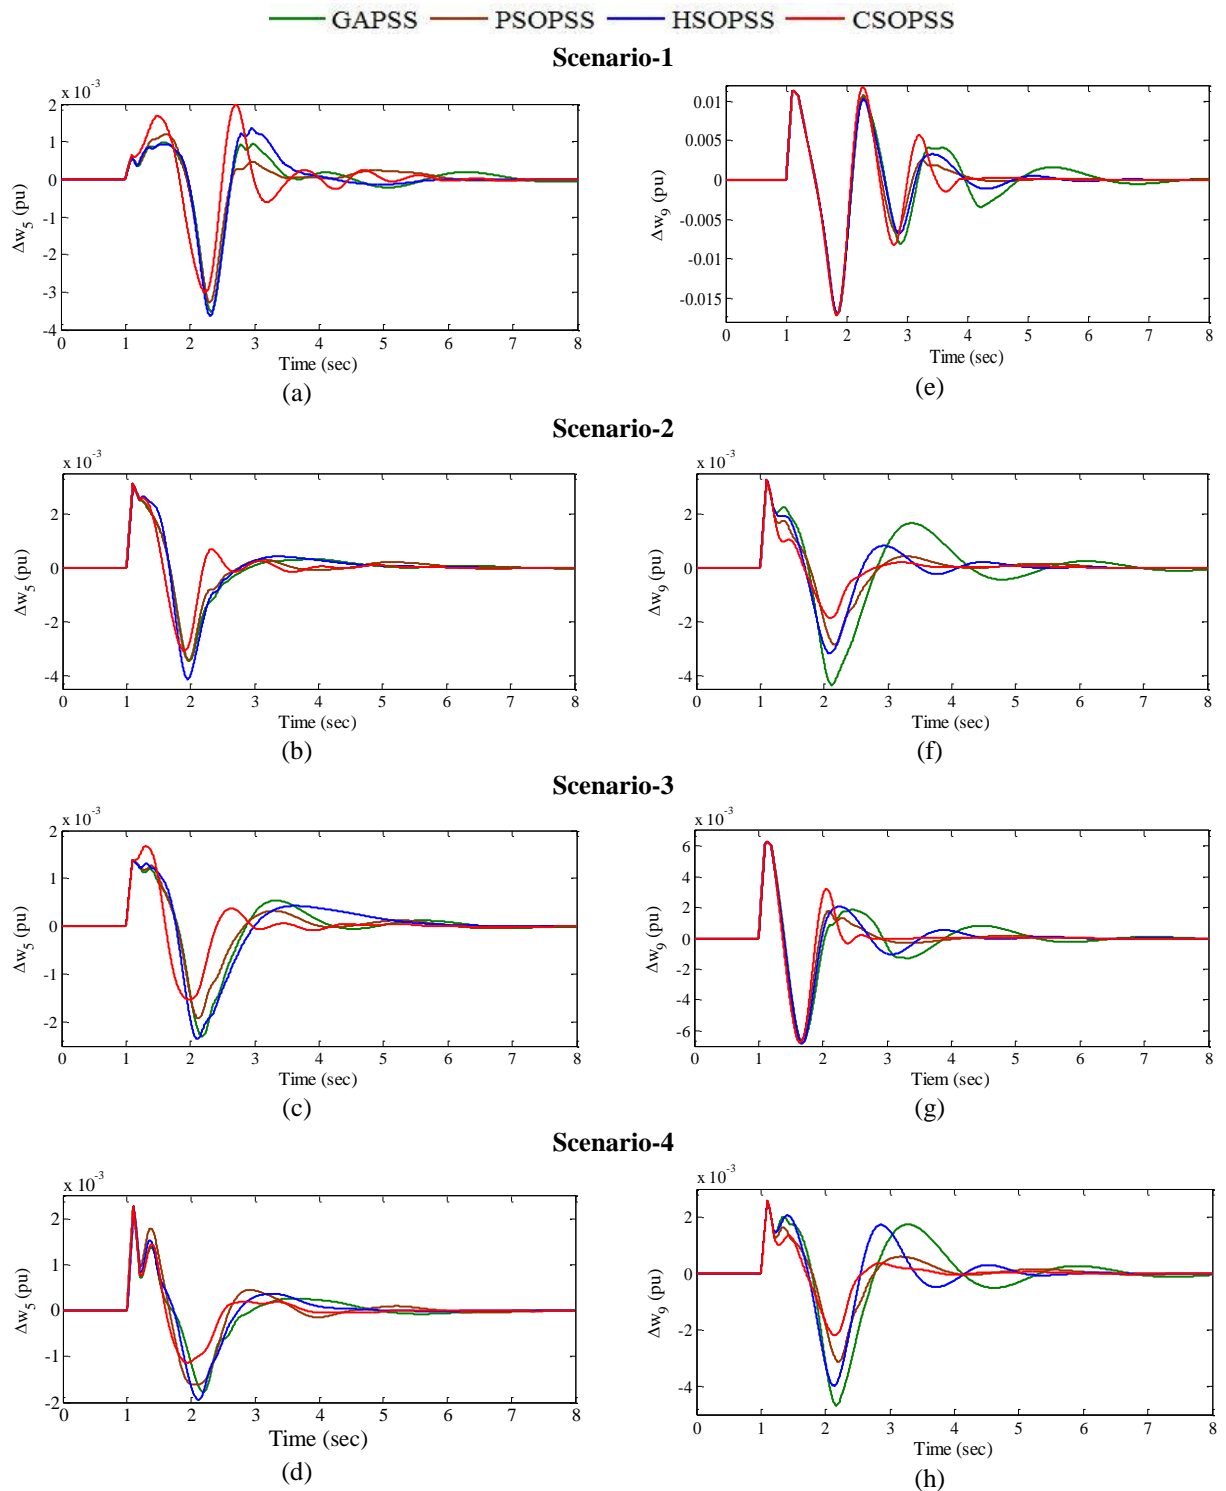 GAPSS PSOPSS HSOPSS CSOPSS
Scenario-1
x 10-3
2
1
0
-1
-2
-3
-4
Δw5 (pu)
0 1 2 3 4 5 6 7 8
Time (sec)
(a)
0.01
0.005
0
-0.005
-0.01
-0.015
Δw9 (pu)
0 1 2 3 4 5 6 7 8
Time (sec)
(e)
Scenario-2
x 10-3
2
0
-2
-4
Δw5 (pu)
0 1 2 3 4 5 6 7 8
Time (sec)
(b)
x 10-3
2
0
-2
-4
Δw9 (pu)
0 1 2 3 4 5 6 7 8
Time (sec)
(f)
Scenario-3
x 10-3
2
1
0
-1
-2
Δw5 (pu)
0 1 2 3 4 5 6 7 8
Time (sec)
(c)
x 10-3
6
4
2
0
-2
-4
-6
Δw9 (pu)
0 1 2 3 4 5 6 7 8
Tiem (sec)
(g)
Scenario-4
x 10-3
2
1
0
-1
-2
Δw5 (pu)
0 1 2 3 4 5 6 7 8
Time (sec)
(d)
x 10-3
2
0
-2
-4
Δw9 (pu)
0 1 2 3 4 5 6 7 8
Time (sec)
(h)